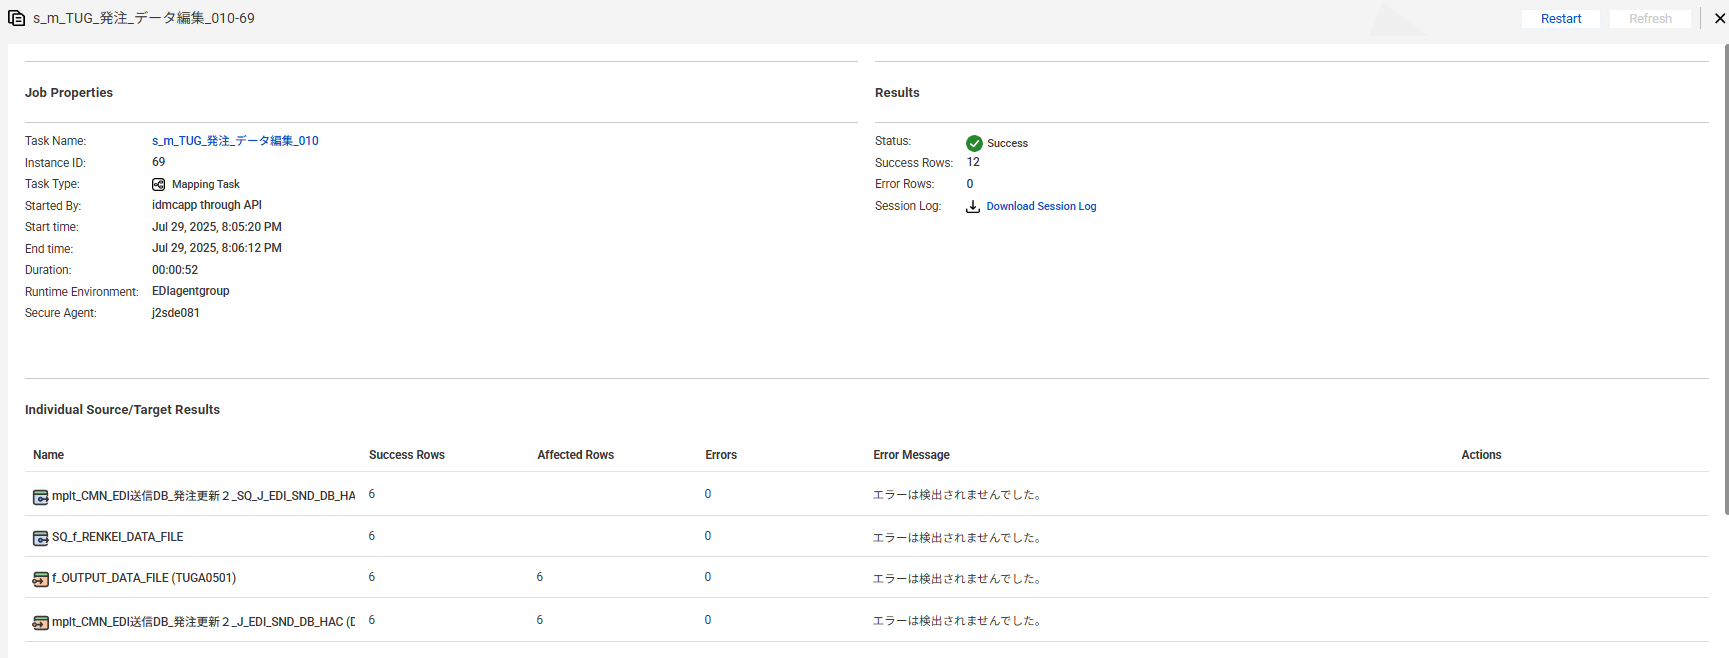 s_m_TUG_発注_データ編集_010-69
Restart
Refresh
Job Properties
Task Name: s_m_TUG_発注_データ編集_010
Instance ID: 69
Task Type: Mapping Task
Started By: idmcapp through API
Start time: Jul 29, 2025, 8:05:20 PM
End time: Jul 29, 2025, 8:06:12 PM
Duration: 00:00:52
Runtime Environment: EDIagentgroup
Secure Agent: j2sde081
Results
Status: Success
Success Rows: 12
Error Rows: 0
Session Log: Download Session Log
Individual Source/Target Results
Name Success Rows Affected Rows Errors Error Message Actions
mplt_CMN_EDI送信DB_発注更新２_SQ_J_EDI_SND_DB_HA 6 0 エラーは検出されませんでした。
SQ_f_RENKEI_DATA_FILE 6 0 エラーは検出されませんでした。
f_OUTPUT_DATA_FILE (TUGA0501) 6 6 0 エラーは検出されませんでした。
mplt_CMN_EDI送信DB_発注更新２_J_EDI_SND_DB_HAC (D 6 6 0 エラーは検出されませんでした。